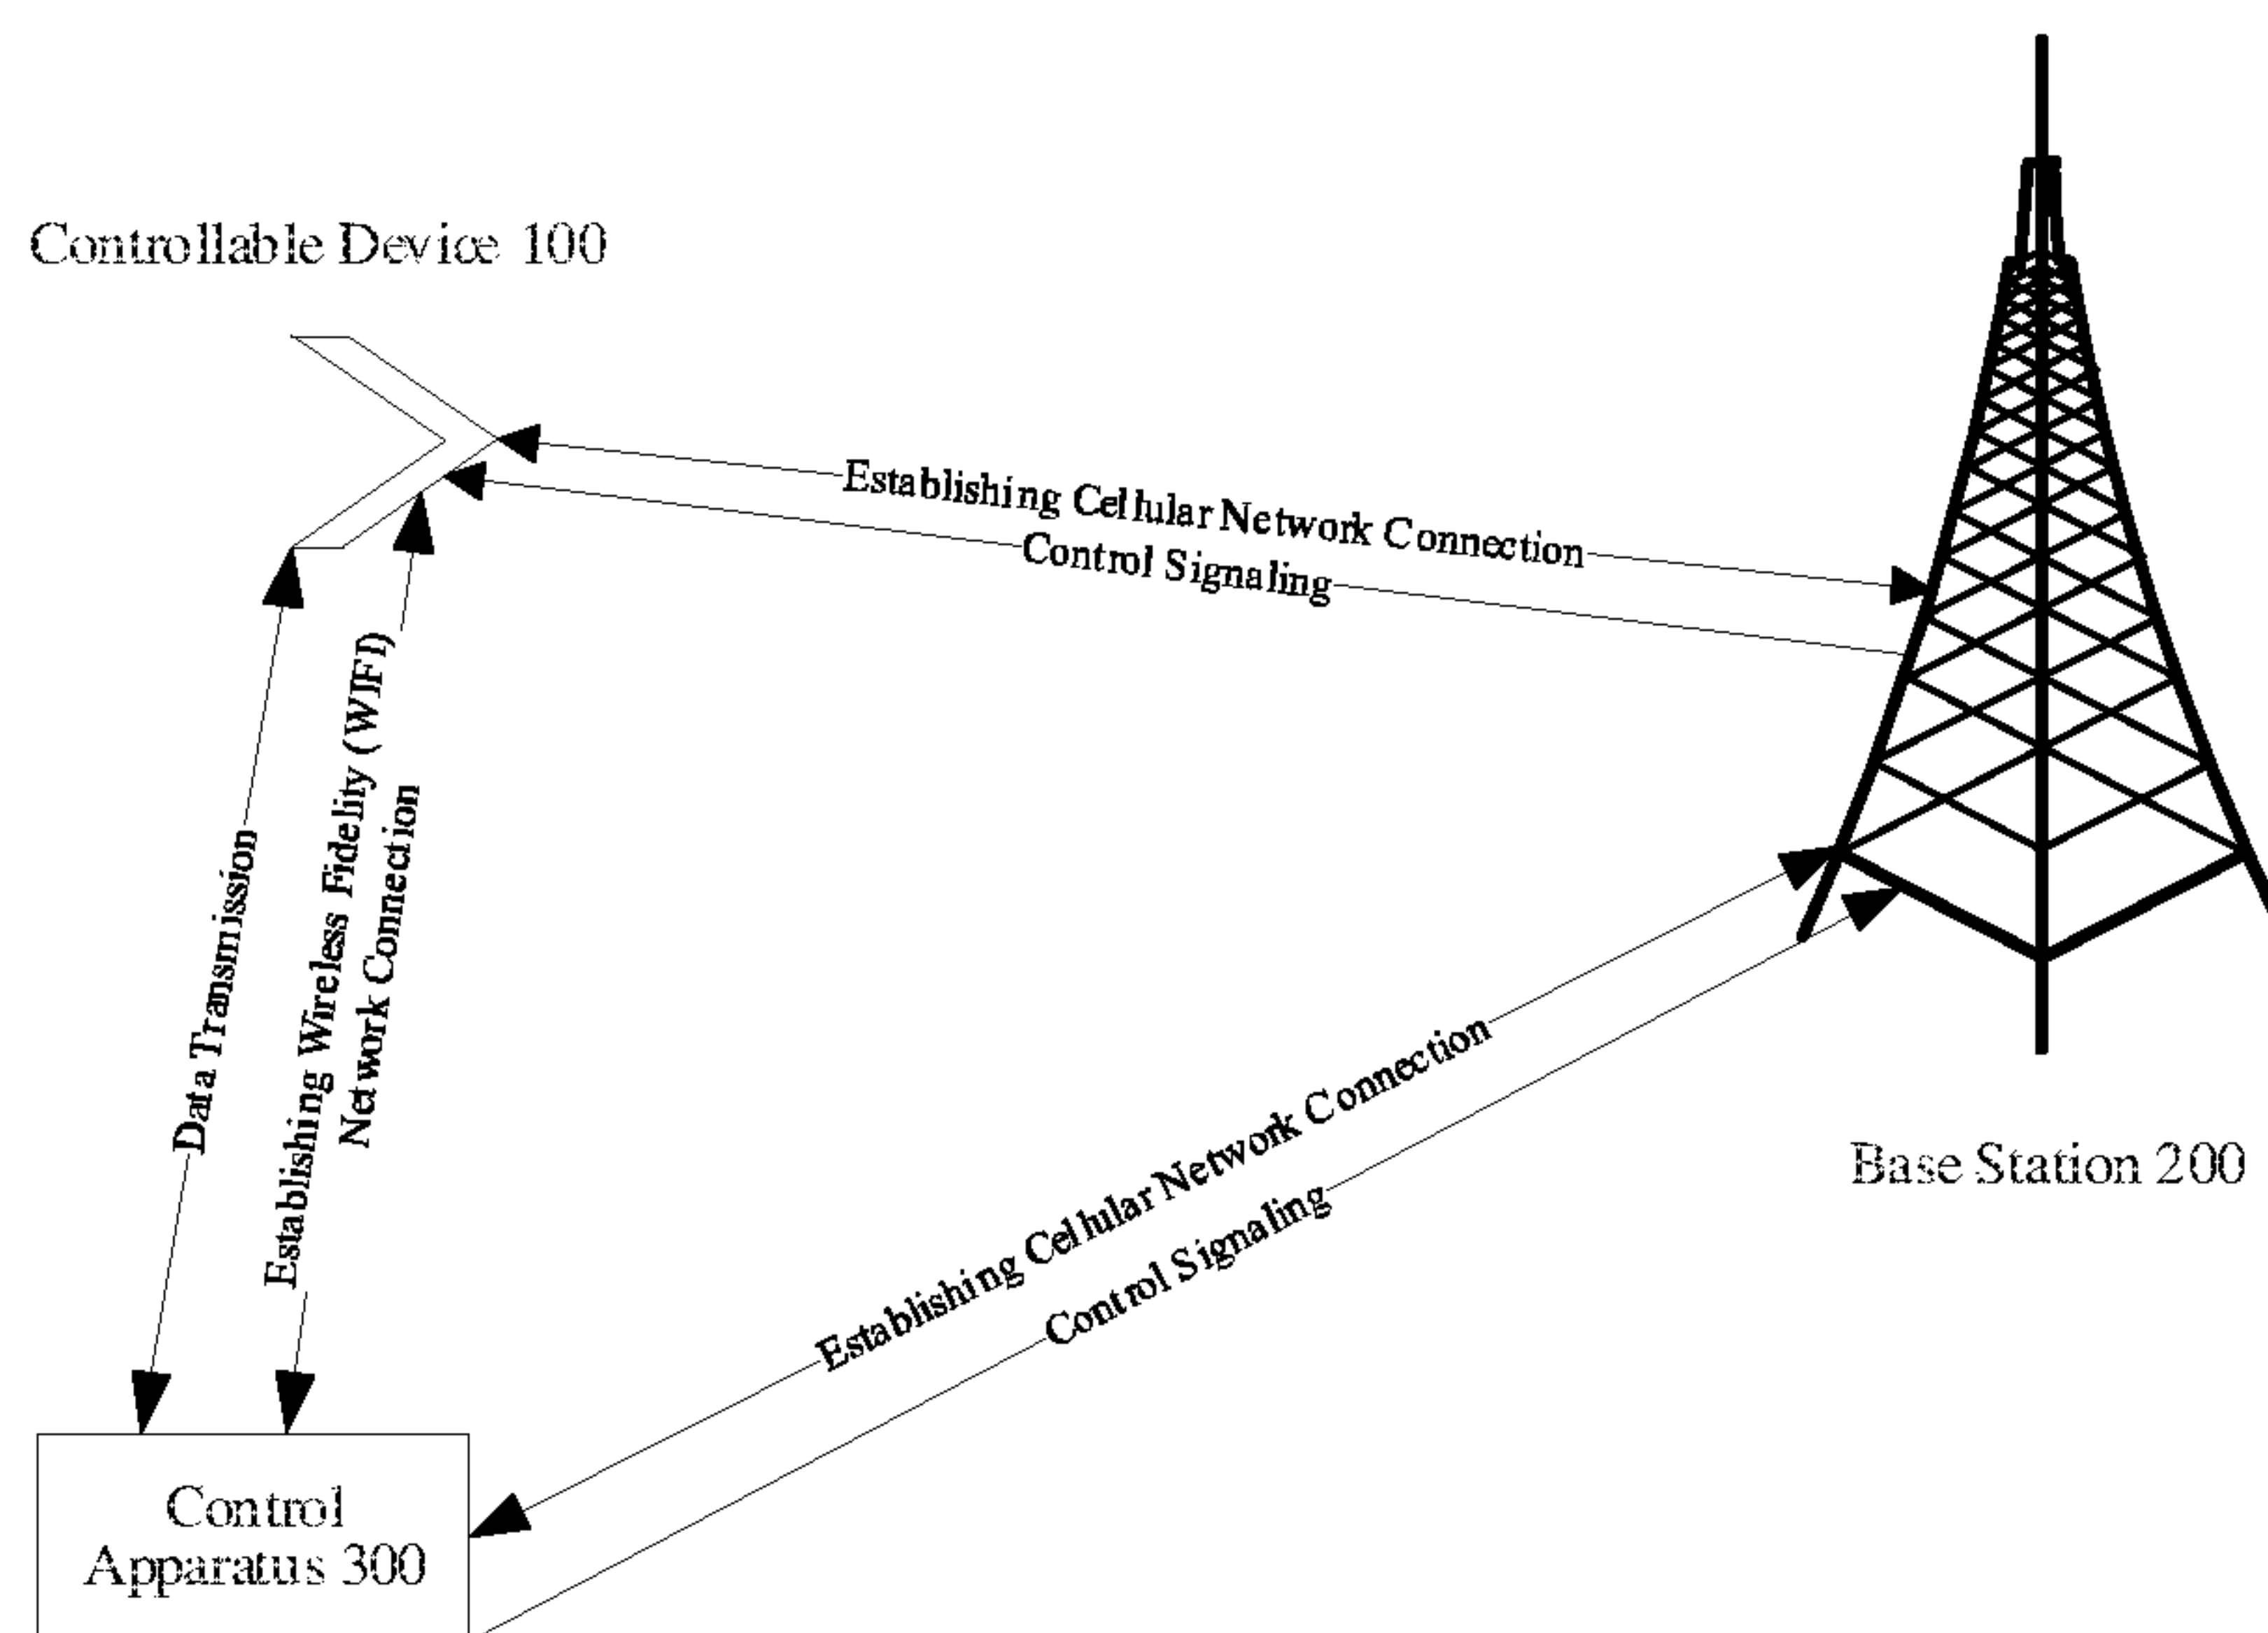 Controllable Device 100
Establishing Cellular Network Connection
Control Signaling
Data Transmission
Establishing Wireless Fidelity (WIFI)
Network Connection
Establishing Cellular Network Connection
Control Signaling
Base Station 200
Control
Apparatus 300